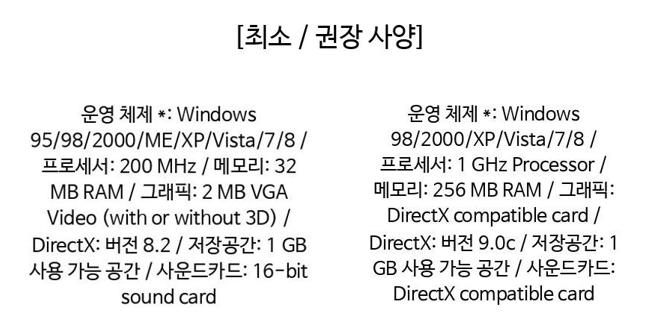 [최소 / 권장 사양]
운영 체제 *: Windows
95/98/2000/ME/XP/Vista/7/8 /
프로세서: 200 MHz / 메모리: 32
MB RAM / 그래픽: 2 MB VGA
Video (with or without 3D) /
DirectX: 버전 8.2 / 저장공간: 1 GB
사용 가능 공간 / 사운드카드: 16-bit
sound card
운영 체제 *: Windows
98/2000/XP/Vista/7/8 /
프로세서: 1 GHz Processor /
메모리: 256 MB RAM / 그래픽:
DirectX compatible card /
DirectX: 버전 9.0c / 저장공간: 1
GB 사용 가능 공간 / 사운드카드:
DirectX compatible card